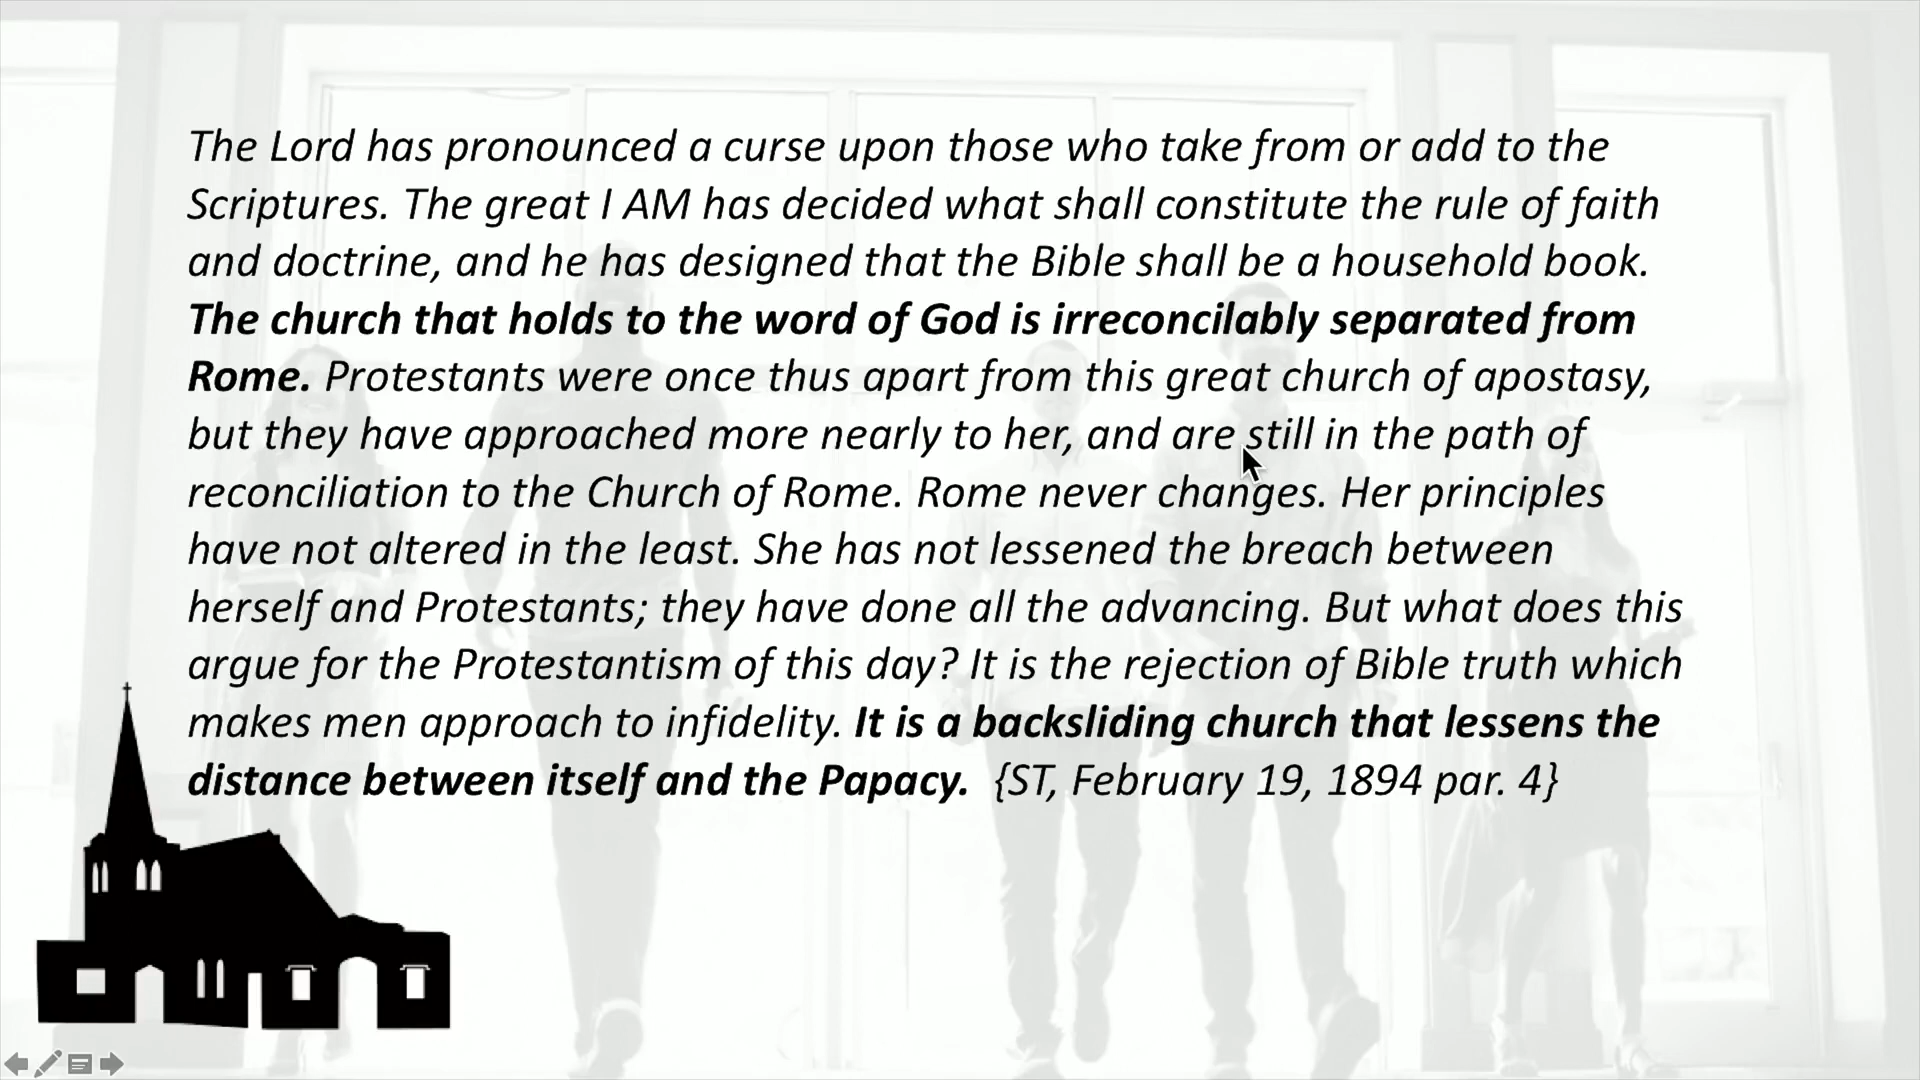 The Lord has pronounced a curse upon those who take from or add to the
Scriptures. The great I AM has decided what shall constitute the rule of faith
and doctrine, and he has designed that the Bible shall be a household book.
The church that holds to the word of God is irreconcilably separated from
Rome. Protestants were once thus apart from this great church of apostasy,
but they have approached more nearly to her, and are still in the path of
reconciliation to the Church of Rome. Rome never changes. Her principles
have not altered in the least. She has not lessened the breach between
herself and Protestants; they have done all the advancing. But what does this
argue for the Protestantism of this day? It is the rejection of Bible truth which
makes men approach to infidelity. It is a backsliding church that lessens the
distance between itself and the Papacy. {ST, February 19, 1894 par. 4}